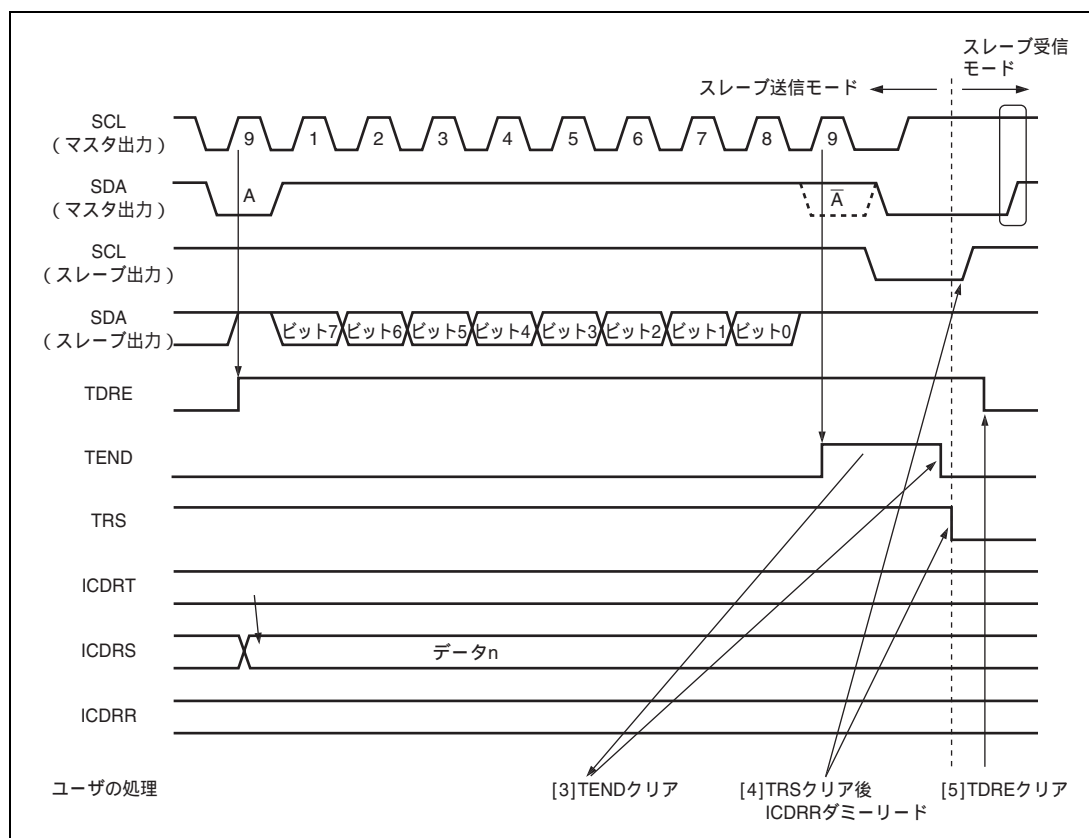 スレーブ受信
モード
スレーブ送信モード
SCL
(マスタ出力)
9 1 2 3 4 5 6 7 8 9
SDA
(マスタ出力)
A A̅
SCL
(スレーブ出力)
SDA
(スレーブ出力)
ビット7 ビット6 ビット5 ビット4 ビット3 ビット2 ビット1 ビット0
TDRE
TEND
TRS
ICDRT
ICDRS
データn
ICDRR
ユーザの処理
[3]TENDクリア
[4]TRSクリア後
ICDRRダミーリード
[5]TDREクリア